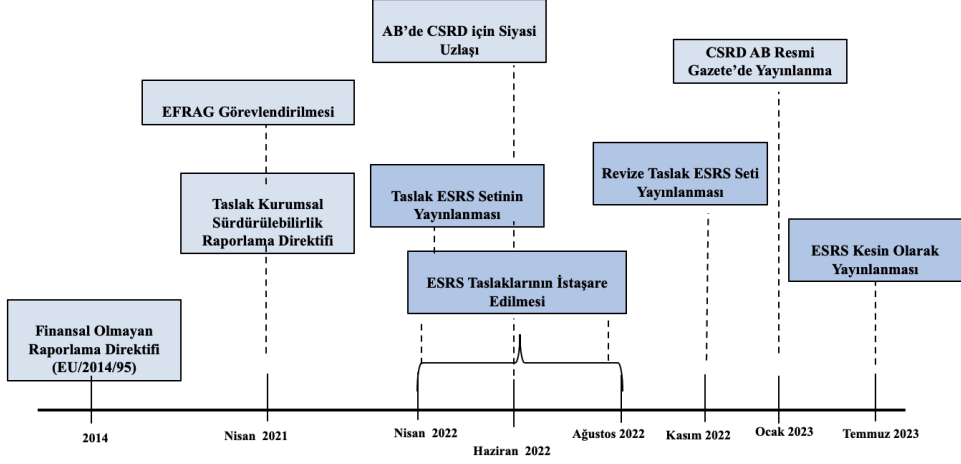 AB’de CSRD için Siyasi
Uzlaşı
CSRD AB Resmi
Gazete’de Yayınlanma
EFRAG Görevlendirilmesi
Revize Taslak ESRS Seti
Yayınlanması
Taslak Kurumsal
Sürdürülebilirlik
Raporlama Direktifi
Taslak ESRS Setinin
Yayınlanması
ESRS Kesin Olarak
Yayınlanması
ESRS Taslaklarının İstaşare
Edilmesi
Finansal Olmayan
Raporlama Direktifi
(EU/2014/95)
2014
Nisan 2021
Nisan 2022
Haziran 2022
Ağustos 2022
Kasım 2022
Ocak 2023
Temmuz 2023